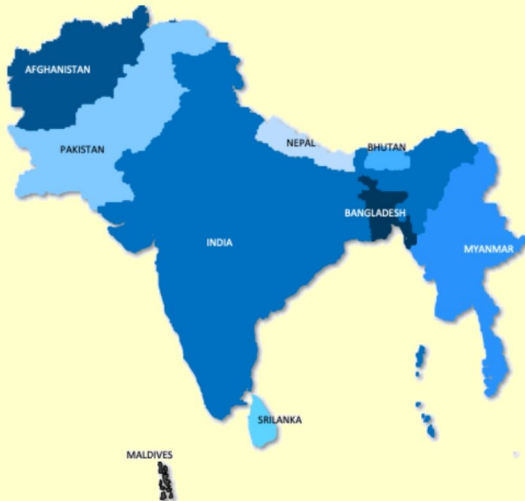 AFGHANISTAN
PAKISTAN
NEPAL
BHUTAN
BANGLADESH
INDIA
MYANMAR
SRILANKA
MALDIVES